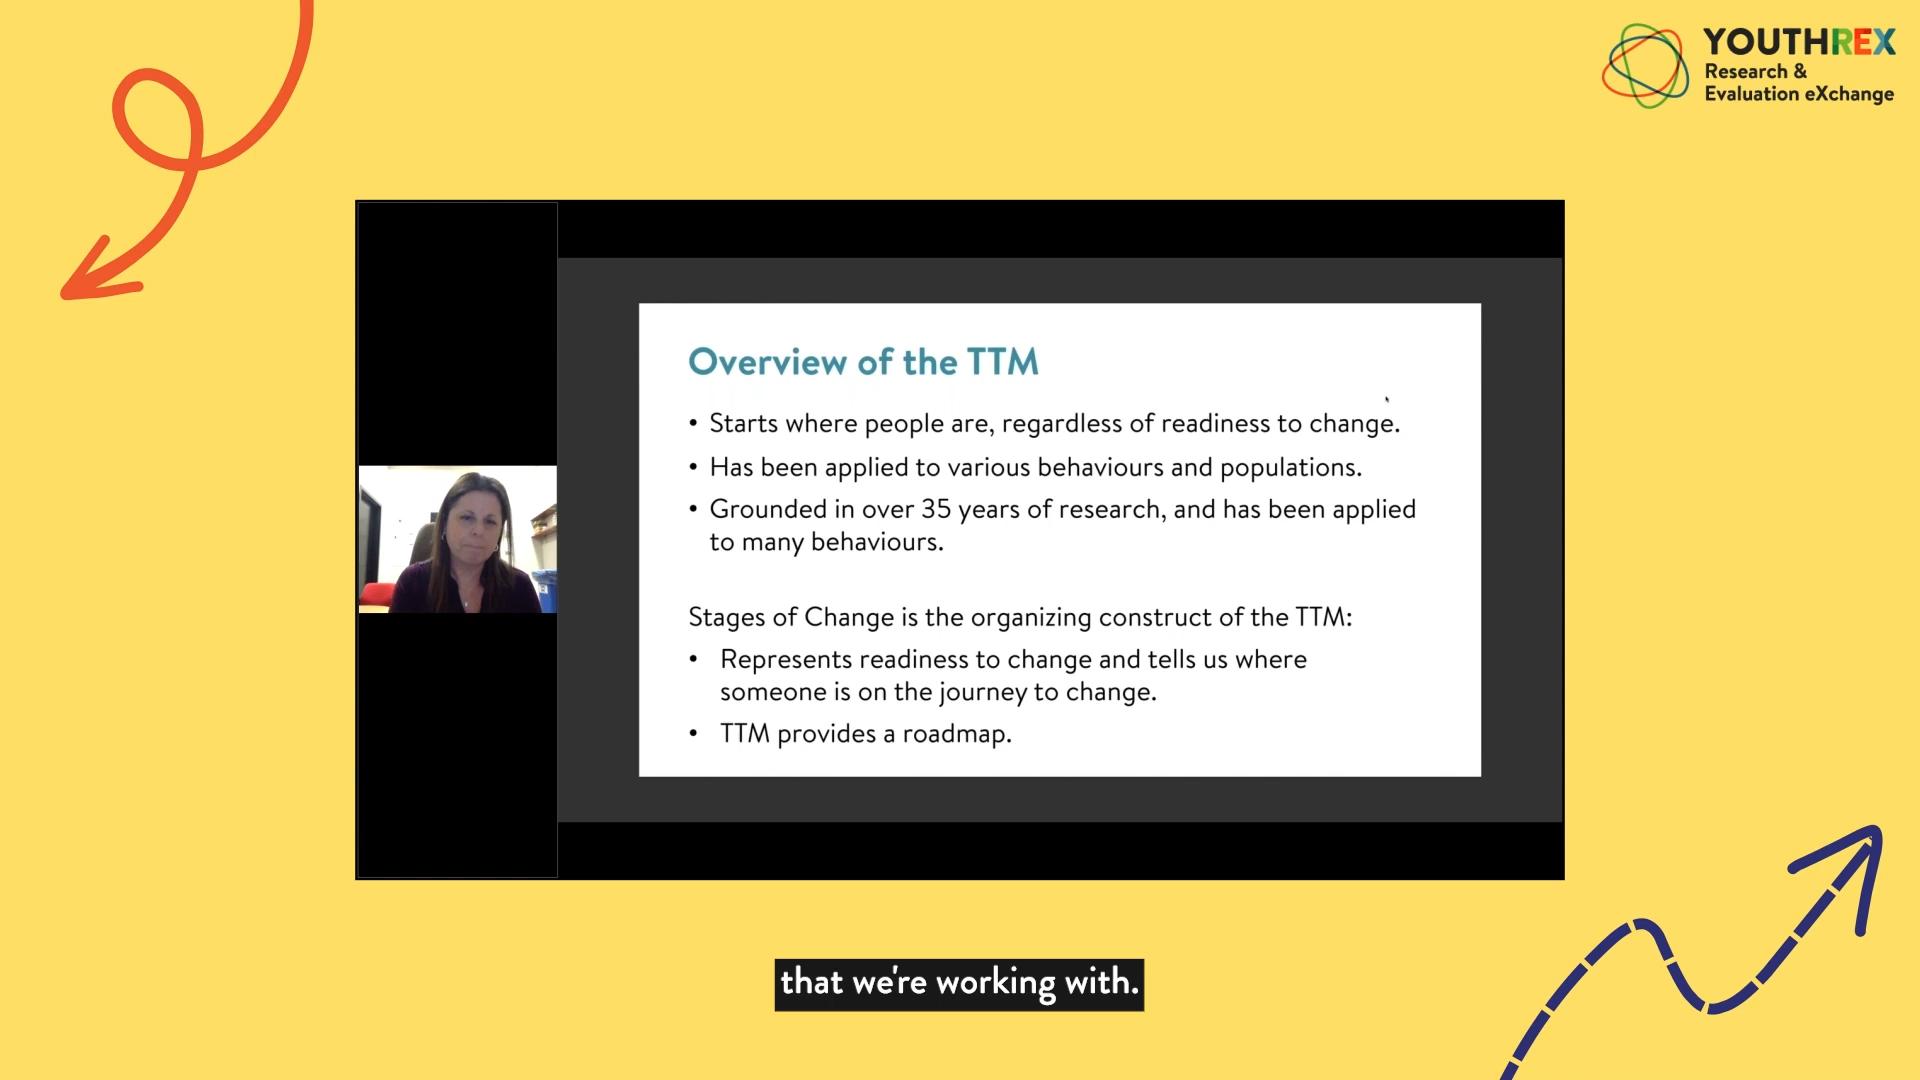 YOUTHREX
Research &
Evaluation eXchange
Overview of the TTM
• Starts where people are, regardless of readiness to change.
• Has been applied to various behaviours and populations.
• Grounded in over 35 years of research, and has been applied
to many behaviours.
Stages of Change is the organizing construct of the TTM:
• Represents readiness to change and tells us where
someone is on the journey to change.
• TTM provides a roadmap.
that we're working with.